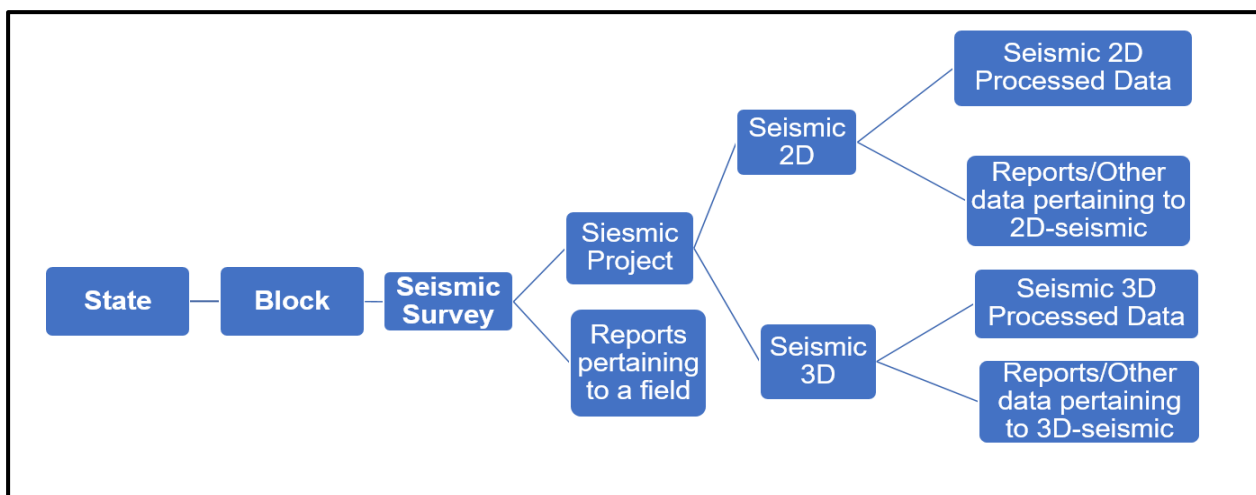 State
Block
Seismic
Survey
Siesmic
Project
Reports
pertaining
to a field
Seismic
2D
Seismic
3D
Seismic 2D
Processed Data
Reports/Other
data pertaining to
2D-seismic
Seismic 3D
Processed Data
Reports/Other
data pertaining
to 3D-seismic